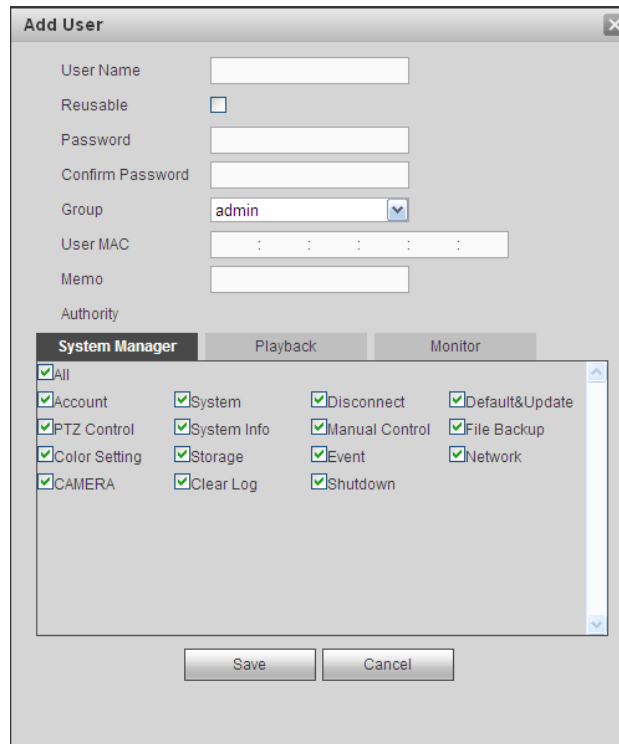 Add User
User Name
Reusable
Password
Confirm Password
Group admin
User MAC : : : : :
Memo
Authority
System Manager Playback Monitor
All
Account System Disconnect Default&Update
PTZ Control System Info Manual Control File Backup
Color Setting Storage Event Network
CAMERA Clear Log Shutdown
Save Cancel